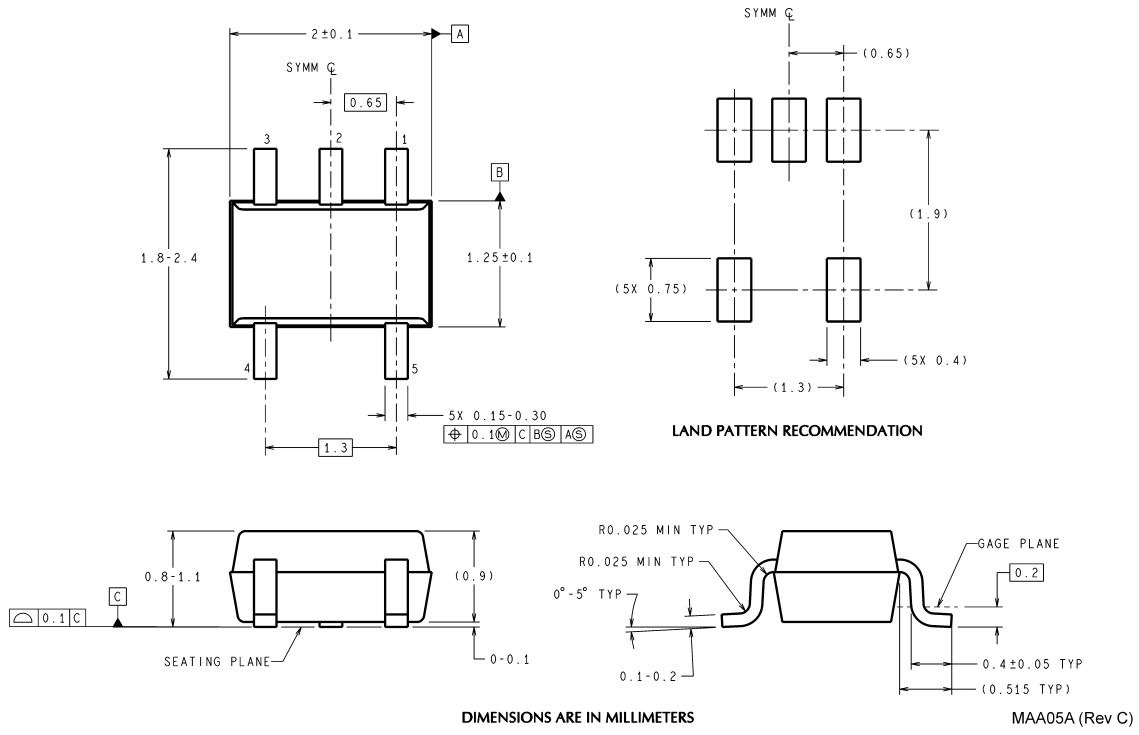 SYMM ℄
2±0.1
A
(0.65)
SYMM ℄
0.65
3
2
1
B
1.8-2.4
1.25±0.1
(1.9)
(5X 0.75)
4
5
(5X 0.4)
(1.3)
5X 0.15-0.30
⌖ 0.1Ⓜ C BⓈ AⓈ
1.3
LAND PATTERN RECOMMENDATION
R0.025 MIN TYP
GAGE PLANE
R0.025 MIN TYP
0.8-1.1
(0.9)
0.2
0°-5° TYP
C
⌓ 0.1 C
SEATING PLANE
0-0.1
0.1-0.2
0.4±0.05 TYP
(0.515 TYP)
DIMENSIONS ARE IN MILLIMETERS
MAA05A (Rev C)